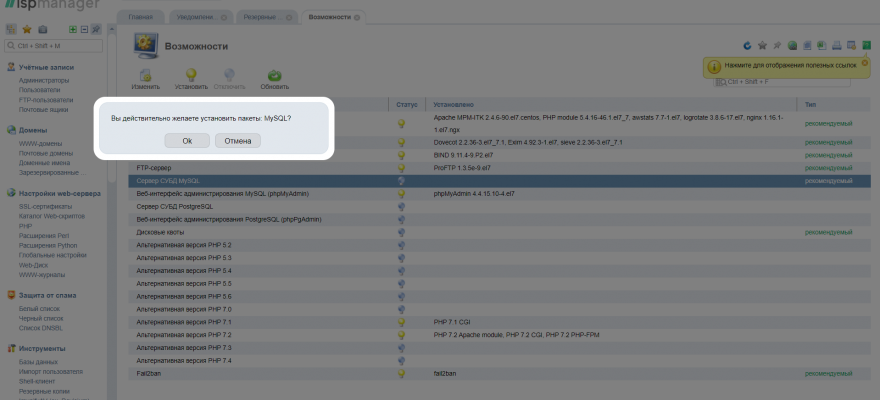 ispmanager
Главная
Уведомлени...
Резервные
Возможности
Ctrl + Shift + M
Учётные записи
Администраторы
Пользователи
FTP-пользователи
Почтовые ящики
Домены
WWW-домены
Почтовые домены
Доменные имена
Зарезервированные ...
Настройки web-сервера
SSL-сертификаты
Каталог Web-скриптов
PHP
Расширения Perl
Расширения Python
Глобальные настройки
Web-Диск
WWW-журналы
Защита от спама
Белый список
Черный список
Список DNSBL
Инструменты
Базы данных
Импорт пользователя
Shell-клиент
Резервные копии
Возможности
Нажмите для отображения полезных ссылок
Ctrl + Shift + F
Изменить
Установить
Отключить
Обновить
Вы действительно желаете установить пакеты: MySQL?
Ok
Отмена
Статус Установлено Тип
Apache MPM-ITK 2.4.6-90.el7.centos, PHP module 5.4.16-46.1.el7_7, awstats 7.7-1.el7, logrotate 3.8.6-17.el7, nginx 1.16.1-
1.el7.ngx
рекомендуемый
Dovecot 2.2.36-3.el7_7.1, Exim 4.92.3-1.el7, sieve 2.2.36-3.el7_7.1 рекомендуемый
BIND 9.11.4-9.P2.el7 рекомендуемый
FTP-сервер ProFTP 1.3.5e-9.el7 рекомендуемый
Сервер СУБД MySQL рекомендуемый
Веб-интерфейс администрирования MySQL (phpMyAdmin) phpMyAdmin 4.4.15.10-4.el7
Сервер СУБД PostgreSQL
Веб-интерфейс администрирования PostgreSQL (phpPgAdmin)
Дисковые квоты рекомендуемый
Альтернативная версия PHP 5.2
Альтернативная версия PHP 5.3
Альтернативная версия PHP 5.4
Альтернативная версия PHP 5.5
Альтернативная версия PHP 5.6
Альтернативная версия PHP 7.0
Альтернативная версия PHP 7.1 PHP 7.1 CGI
Альтернативная версия PHP 7.2 PHP 7.2 Apache module, PHP 7.2 CGI, PHP 7.2 PHP-FPM
Альтернативная версия PHP 7.3
Альтернативная версия PHP 7.4
Fail2ban fail2ban рекомендуемый